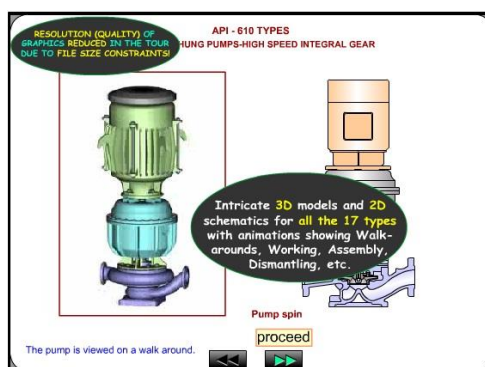 RESOLUTION (QUALITY) OF
GRAPHICS REDUCED IN THE TOUR
DUE TO FILE SIZE CONSTRAINTS!
API - 610 TYPES
HUNG PUMPS-HIGH SPEED INTEGRAL GEAR
Intricate 3D models and 2D
schematics for all the 17 types
with animations showing Walk-
arounds, Working, Assembly,
Dismantling, etc.
Pump spin
proceed
The pump is viewed on a walk around.